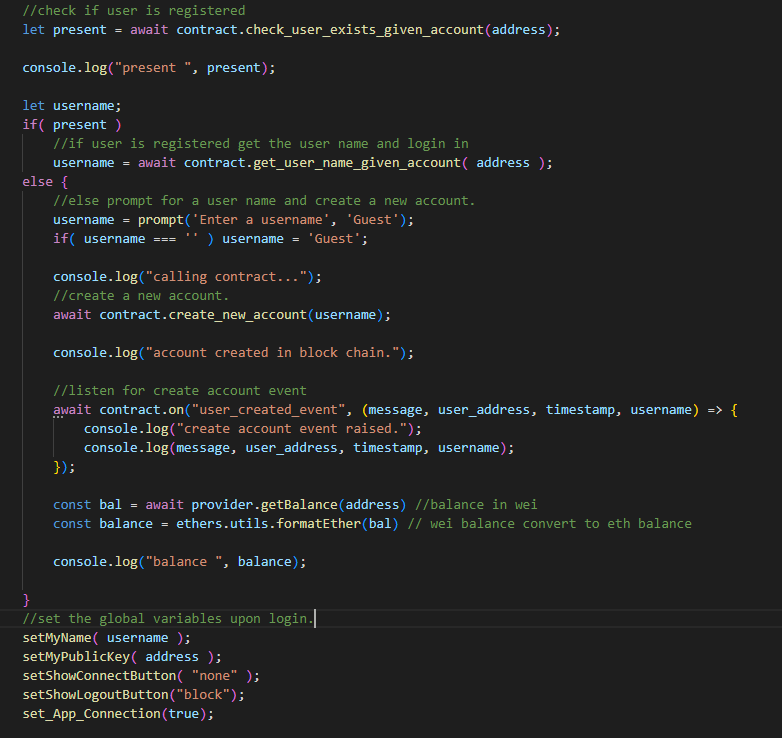 //check if user is registered
let present = await contract.check_user_exists_given_account(address);
console.log("present ", present);
let username;
if( present )
//if user is registered get the user name and login in
username = await contract.get_user_name_given_account( address );
else {
//else prompt for a user name and create a new account.
username = prompt('Enter a username', 'Guest');
if( username === '' ) username = 'Guest';
console.log("calling contract...");
//create a new account.
await contract.create_new_account(username);
console.log("account created in block chain.");
//listen for create account event
await contract.on("user_created_event", (message, user_address, timestamp, username) => {
console.log("create account event raised.");
console.log(message, user_address, timestamp, username);
});
const bal = await provider.getBalance(address) //balance in wei
const balance = ethers.utils.formatEther(bal) // wei balance convert to eth balance
console.log("balance ", balance);
}
//set the global variables upon login.
setMyName( username );
setMyPublicKey( address );
setShowConnectButton( "none" );
setShowLogoutButton("block");
set_App_Connection(true);